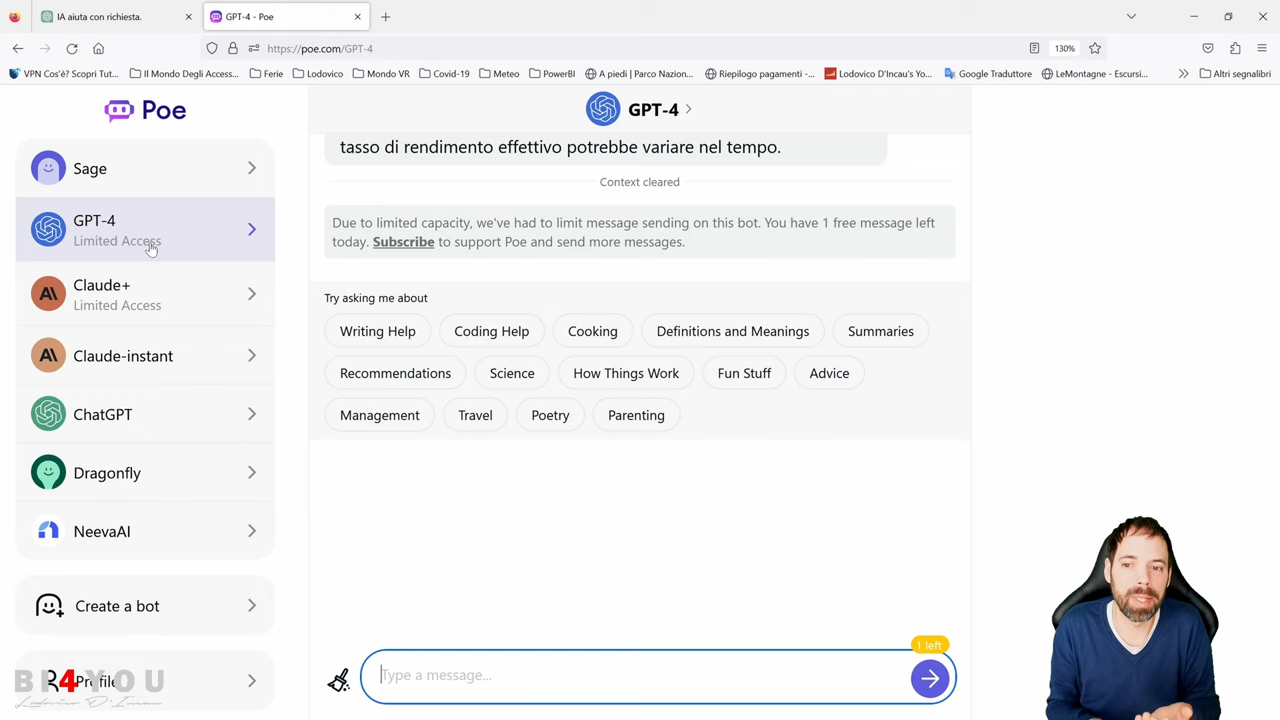 IA aiuta con richiesta.
GPT-4 - Poe
https://poe.com/GPT-4
130%
VPN Cos'è? Scopri Tut...
Il Mondo Degli Access...
Ferie
Lodovico
Mondo VR
Covid-19
Meteo
PowerBI
A piedi | Parco Nazion...
Riepilogo pagamenti -...
Lodovico D'Incau's Yo...
Google Traduttore
LeMontagne - Escursi...
Altri segnalibri
Poe
Sage
GPT-4
Limited Access
Claude+
Limited Access
Claude-instant
ChatGPT
Dragonfly
NeevaAI
Create a bot
Profile
BI4YOU
Lodovico D'Incau
GPT-4
tasso di rendimento effettivo potrebbe variare nel tempo.
Context cleared
Due to limited capacity, we've had to limit message sending on this bot. You have 1 free message left
today. Subscribe to support Poe and send more messages.
Try asking me about
Writing Help
Coding Help
Cooking
Definitions and Meanings
Summaries
Recommendations
Science
How Things Work
Fun Stuff
Advice
Management
Travel
Poetry
Parenting
1 left
Type a message...